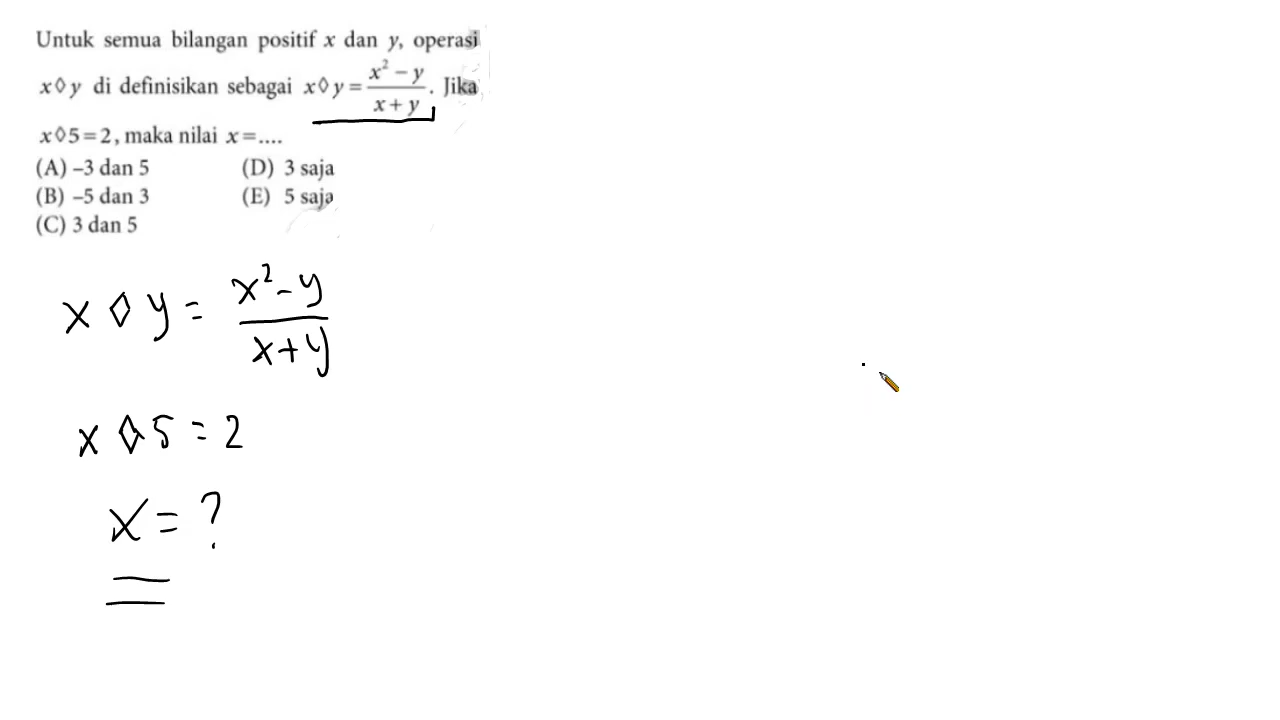 Untuk semua bilangan positif x dan y, operasi
x◊y di definisikan sebagai x◊y = (x² − y)/(x + y). Jika
x◊5 = 2, maka nilai x = ....
(A) –3 dan 5 (D) 3 saja
(B) –5 dan 3 (E) 5 saja
(C) 3 dan 5
x ◊ y = (x² − y)/(x + y)
x ◊ 5 = 2
x = ?